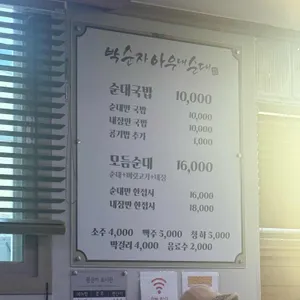 박순자 아우내 순대
순대국밥 10,000
순대만 국밥 10,000
내장만 국밥 10,000
공기밥 추가 1,000
모듬순대 16,000
순대+머릿고기+내장
순대만 한접시 16,000
내장만 한접시 18,000
소주 4,000 맥주 5,000 청하 5,000
막걸리 4,000 음료수 2,000